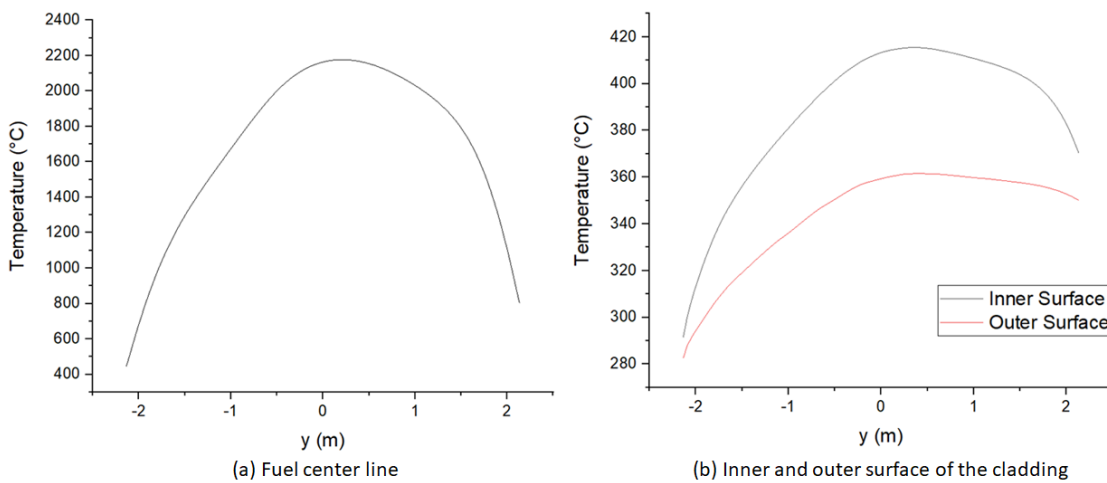 2400
2200
2000
1800
1600
1400
1200
1000
800
600
400
Temperature (°C)
-2 -1 0 1 2
y (m)
(a) Fuel center line
420
400
380
360
340
320
300
280
Temperature (°C)
Inner Surface
Outer Surface
-2 -1 0 1 2
y (m)
(b) Inner and outer surface of the cladding